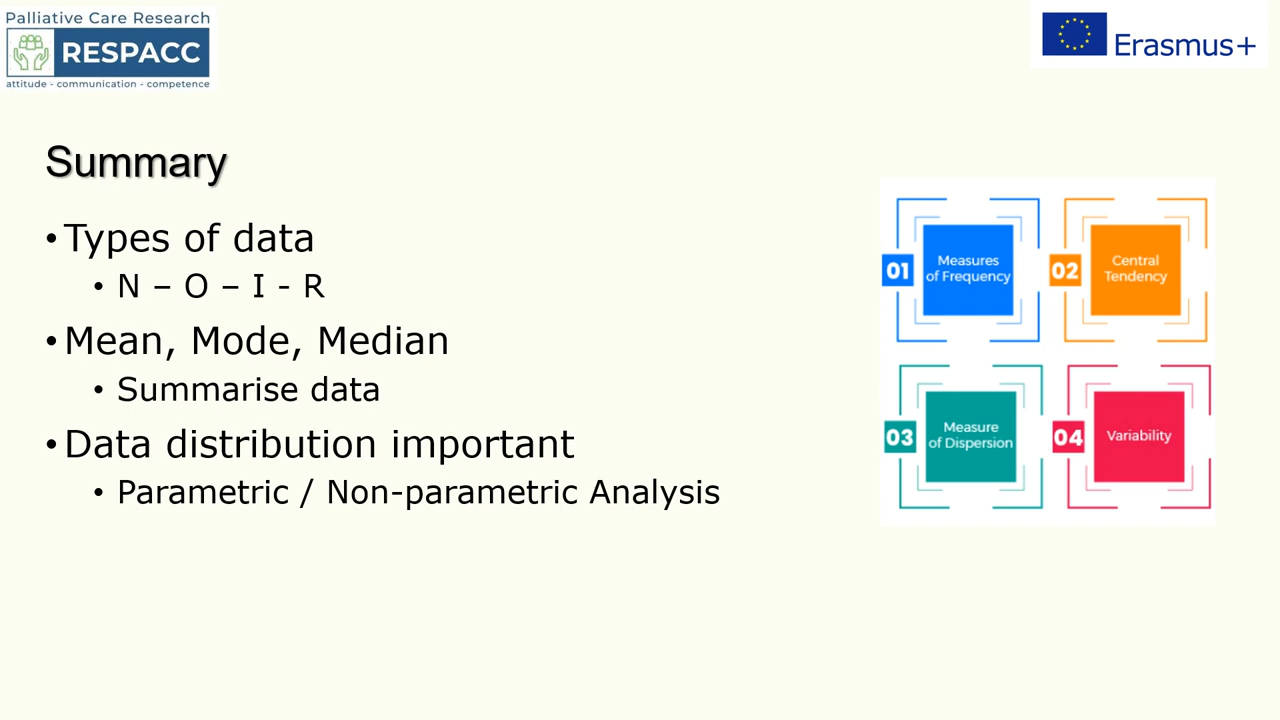 Palliative Care Research
RESPACC
attitude - communication - competence
Erasmus+
Summary
• Types of data
• N – O – I - R
• Mean, Mode, Median
• Summarise data
• Data distribution important
• Parametric / Non-parametric Analysis
01
Measures
of Frequency
02
Central
Tendency
03
Measure
of Dispersion
04
Variability